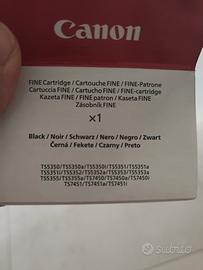 Canon
FINE Cartridge / Cartouche FINE / FINE-Patrone
Cartuccia FINE / Cartucho FINE / FINE-cartridge
Kazeta FINE / FINE patron / Kaseta FINE
Zásobník FINE
×1
Black / Noir / Schwarz / Nero / Negro / Zwart
Černá / Fekete / Czarny / Preto
TS5350/TS5350a/TS5350i/TS5351/TS5351a
TS5351i/TS5352/TS5352a/TS5353/TS5353a
TS5355/TS5355a/TS7450/TS7450a/TS7450i
TS7451/TS7451a/TS7451i
Subito